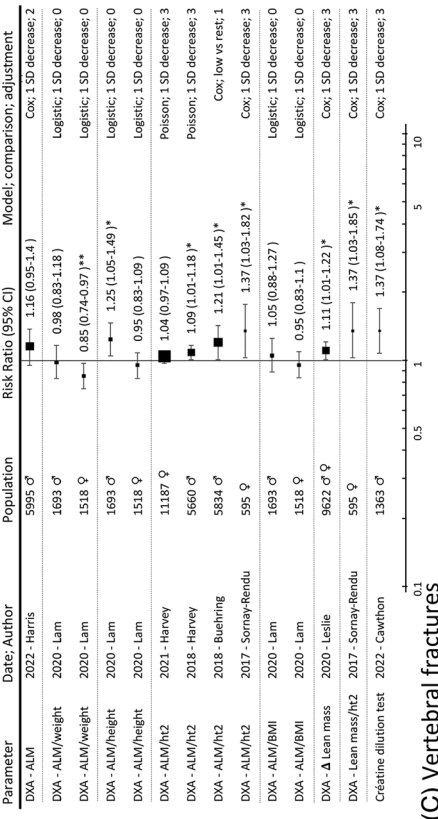 Parameter Date; Author Population Risk Ratio (95% CI) Model; comparison; adjustment
DXA - ALM 2022 - Harris 5995 ♂ 1.16 (0.95-1.4 ) Cox; 1 SD decrease; 2
DXA - ALM/weight 2020 - Lam 1693 ♂ 0.98 (0.83-1.18 ) Logistic; 1 SD decrease; 0
DXA - ALM/weight 2020 - Lam 1518 ♀ 0.85 (0.74-0.97 )** Logistic; 1 SD decrease; 0
DXA - ALM/height 2020 - Lam 1693 ♂ 1.25 (1.05-1.49 )* Logistic; 1 SD decrease; 0
DXA - ALM/height 2020 - Lam 1518 ♀ 0.95 (0.83-1.09 ) Logistic; 1 SD decrease; 0
DXA - ALM/ht2 2021 - Harvey 11187 ♀ 1.04 (0.97-1.09 ) Poisson; 1 SD decrease; 3
DXA - ALM/ht2 2018 - Harvey 5660 ♂ 1.09 (1.01-1.18 )* Poisson; 1 SD decrease; 3
DXA - ALM/ht2 2018 - Buehring 5834 ♂ 1.21 (1.01-1.45 )* Cox; low vs rest; 1
DXA - ALM/ht2 2017 - Sornay-Rendu 595 ♀ 1.37 (1.03-1.82 )* Cox; 1 SD decrease; 3
DXA - ALM/BMI 2020 - Lam 1693 ♂ 1.05 (0.88-1.27 ) Logistic; 1 SD decrease; 0
DXA - ALM/BMI 2020 - Lam 1518 ♀ 0.95 (0.83-1.1 ) Logistic; 1 SD decrease; 0
DXA - Δ Lean mass 2020 - Leslie 9622 ♂ ♀ 1.11 (1.01-1.22 )* Cox; 1 SD decrease; 3
DXA - Lean mass/ht2 2017 - Sornay-Rendu 595 ♀ 1.37 (1.03-1.85 )* Cox; 1 SD decrease; 3
Créatine dilution test 2022 - Cawthon 1363 ♂ 1.37 (1.08-1.74 )* Cox; 1 SD decrease; 3
0.1 0.5 1 5 10
(C) Vertebral fractures